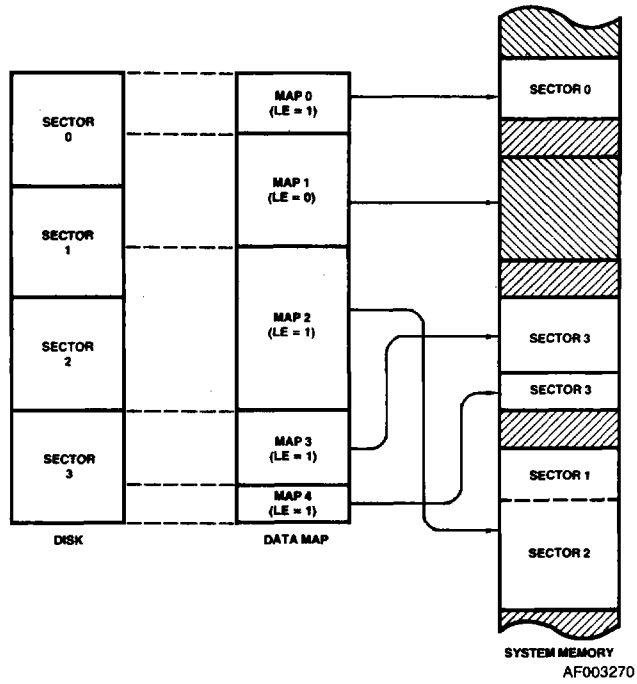 SECTOR
0
SECTOR
1
SECTOR
2
SECTOR
3
DISK
MAP 0
(LE = 1)
MAP 1
(LE = 0)
MAP 2
(LE = 1)
MAP 3
(LE = 1)
MAP 4
(LE = 1)
DATA MAP
SECTOR 0
SECTOR 3
SECTOR 3
SECTOR 1
SECTOR 2
SYSTEM MEMORY
AF003270